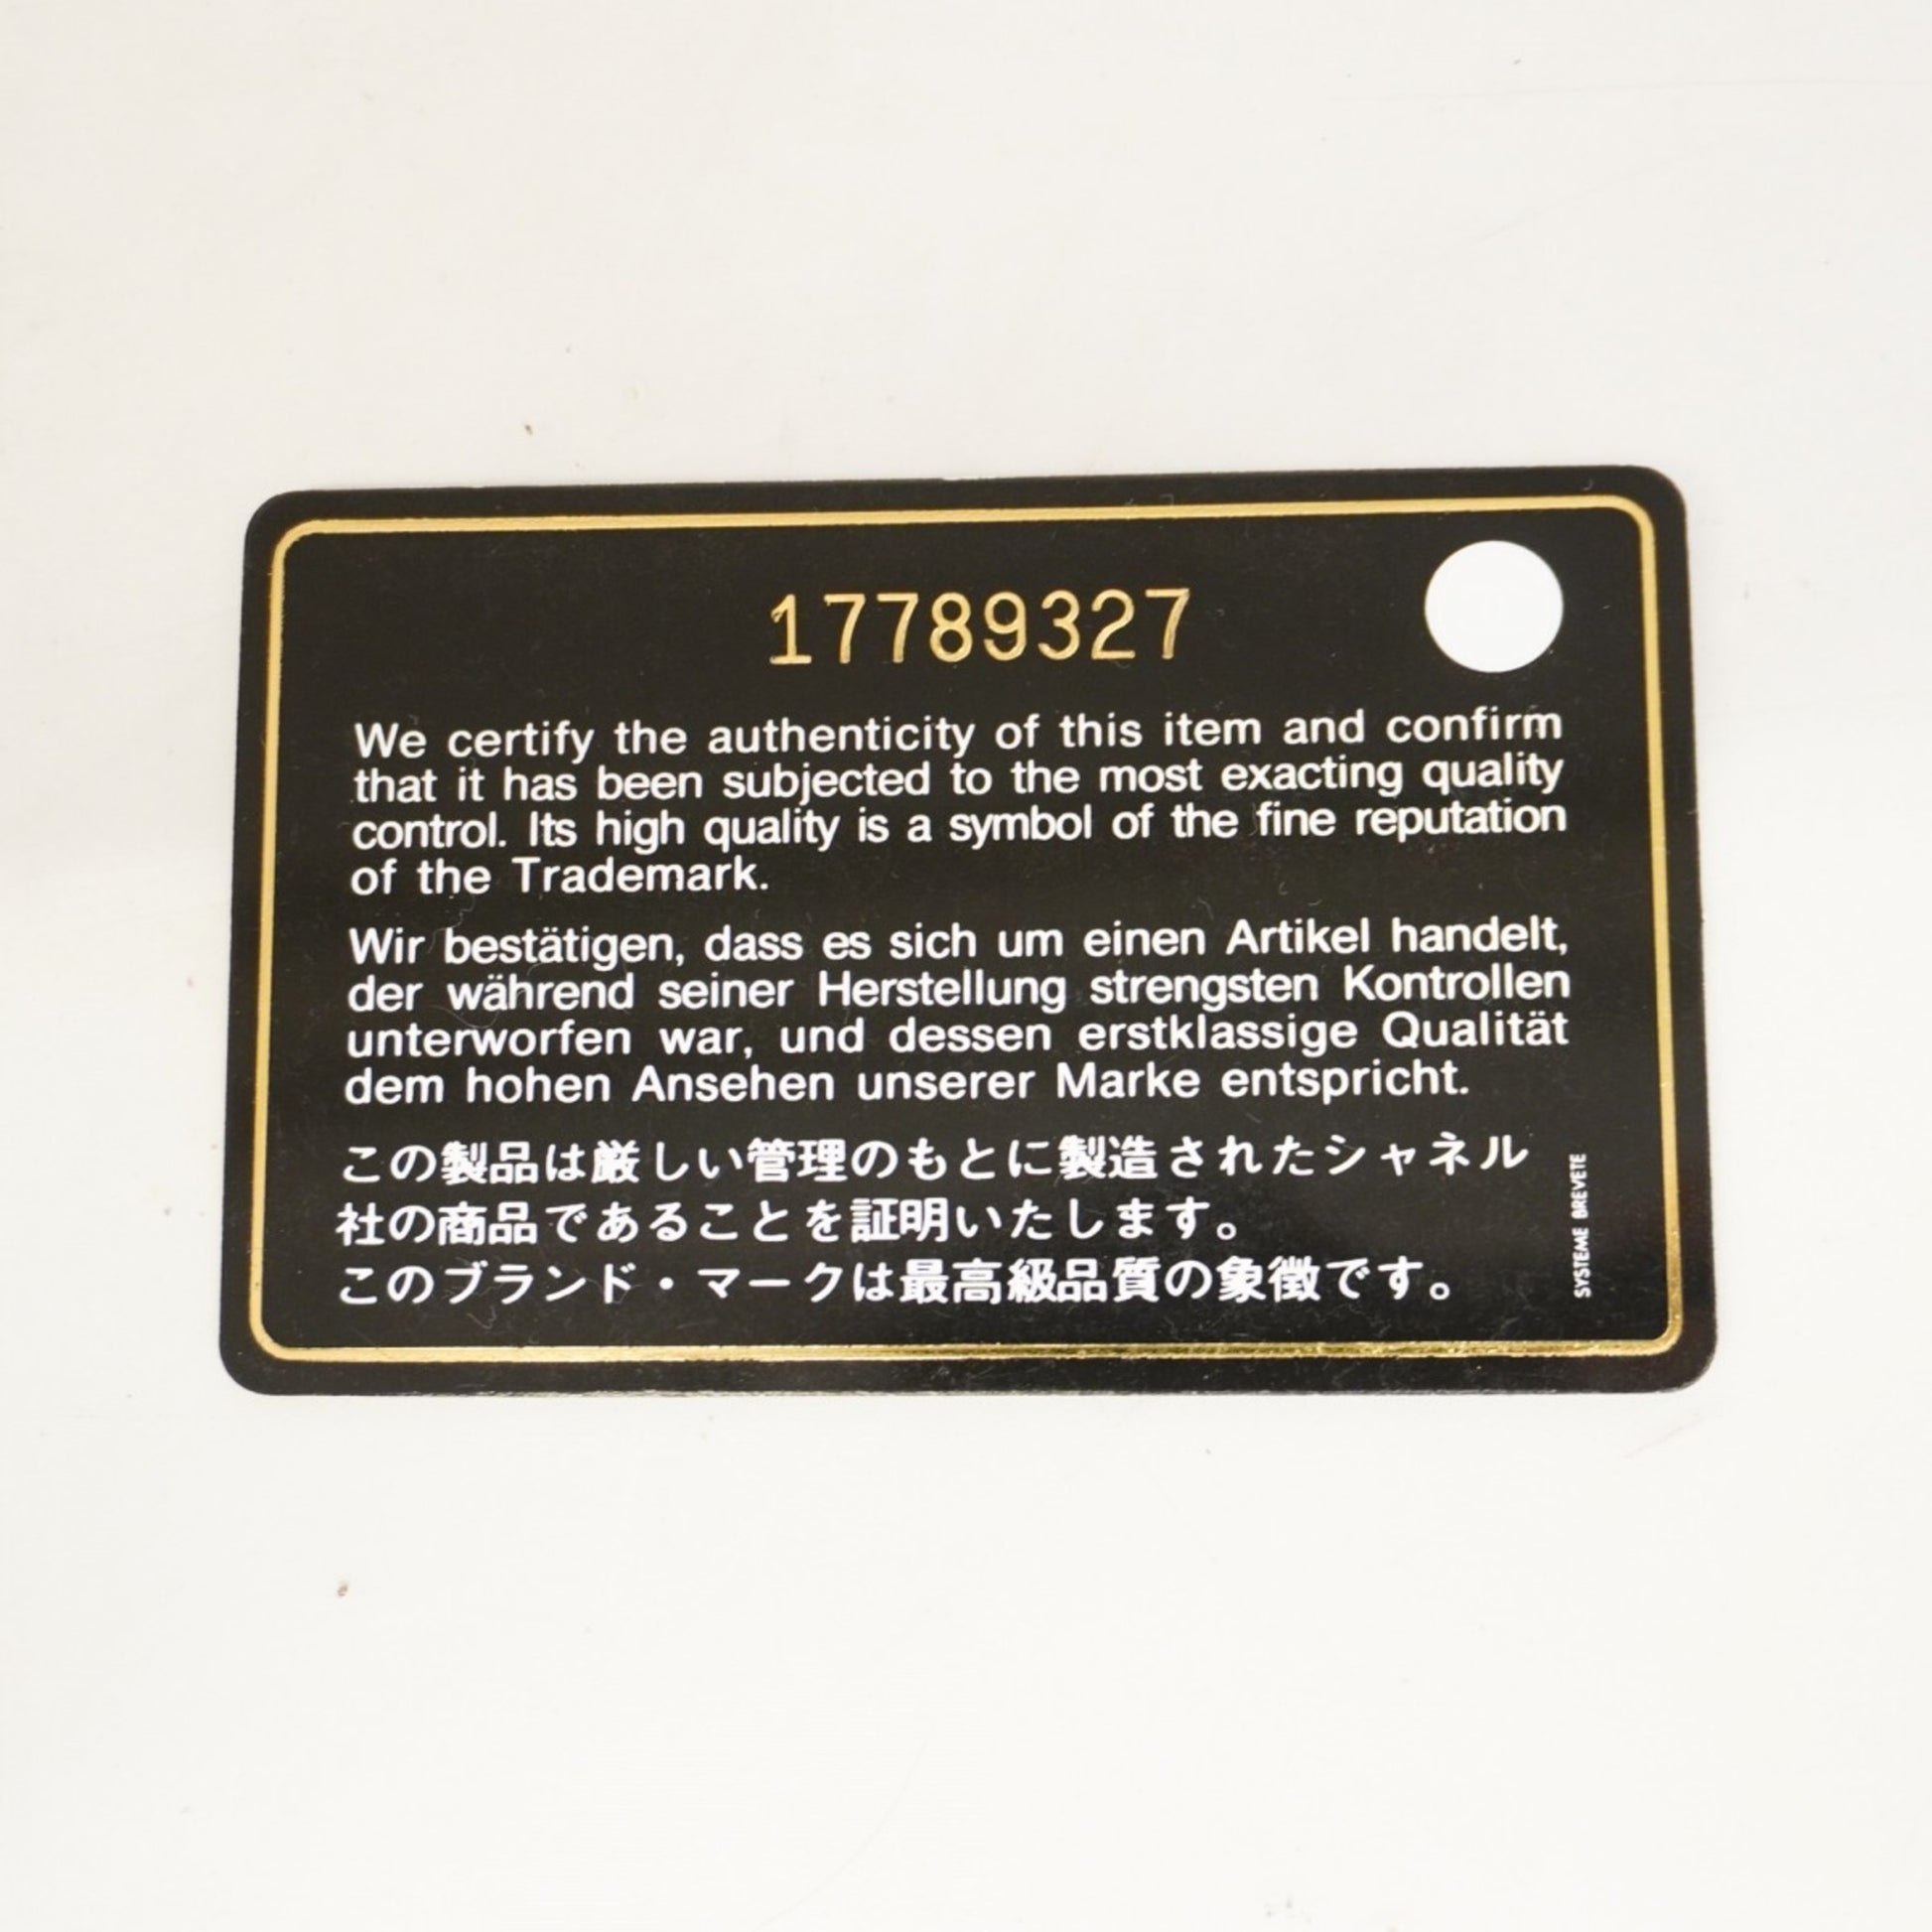 17789327
We certify the authenticity of this item and confirm
that it has been subjected to the most exacting quality
control. Its high quality is a symbol of the fine reputation
of the Trademark.
Wir bestätigen, dass es sich um einen Artikel handelt,
der während seiner Herstellung strengsten Kontrollen
unterworfen war, und dessen erstklassige Qualität
dem hohen Ansehen unserer Marke entspricht.
この製品は厳しい管理のもとに製造されたシャネル
社の商品であることを証明いたします。
このブランド・マークは最高級品質の象徴です。
SYSTEME BREVETE